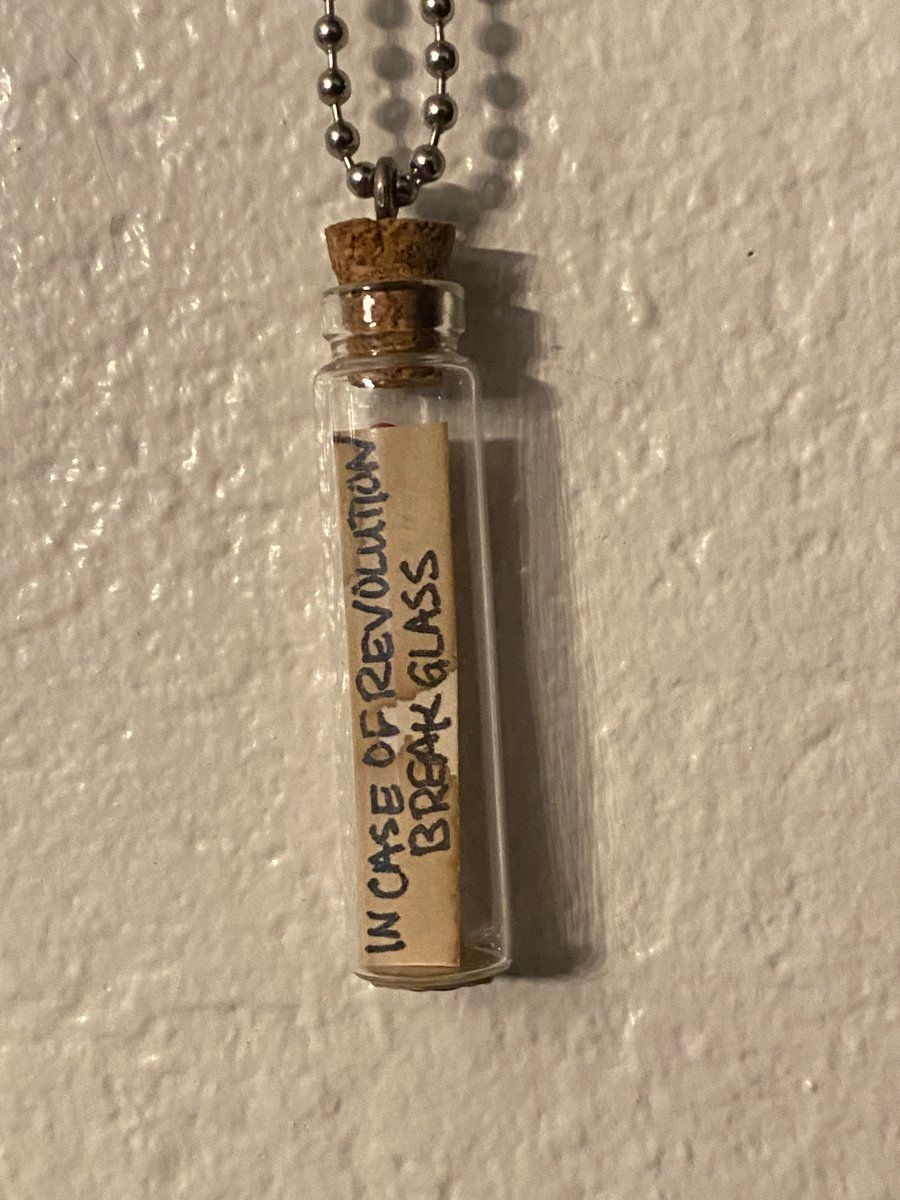 IN CASE OF REVOLUTION
BREAK GLASS